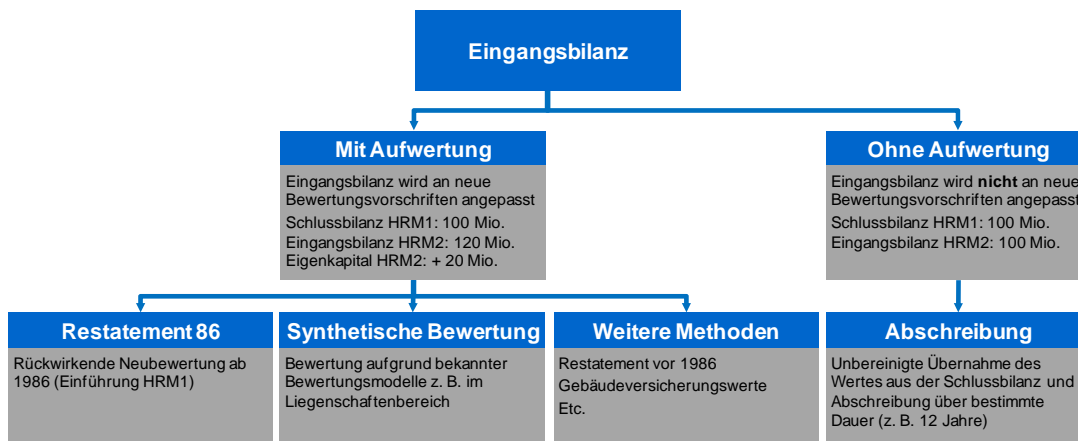 Eingangsbilanz
Mit Aufwertung
Eingangsbilanz wird an neue
Bewertungsvorschriften angepasst
Schlussbilanz HRM1: 100 Mio.
Eingangsbilanz HRM2: 120 Mio.
Eigenkapital HRM2: + 20 Mio.
Ohne Aufwertung
Eingangsbilanz wird nicht an neue
Bewertungsvorschriften angepasst
Schlussbilanz HRM1: 100 Mio.
Eingangsbilanz HRM2: 100 Mio.
Restatement 86
Rückwirkende Neubewertung ab
1986 (Einführung HRM1)
Synthetische Bewertung
Bewertung aufgrund bekannter
Bewertungsmodelle z. B. im
Liegenschaftenbereich
Weitere Methoden
Restatement vor 1986
Gebäudeversicherungswerte
Etc.
Abschreibung
Unbereinigte Übernahme des
Wertes aus der Schlussbilanz und
Abschreibung über bestimmte
Dauer (z. B. 12 Jahre)